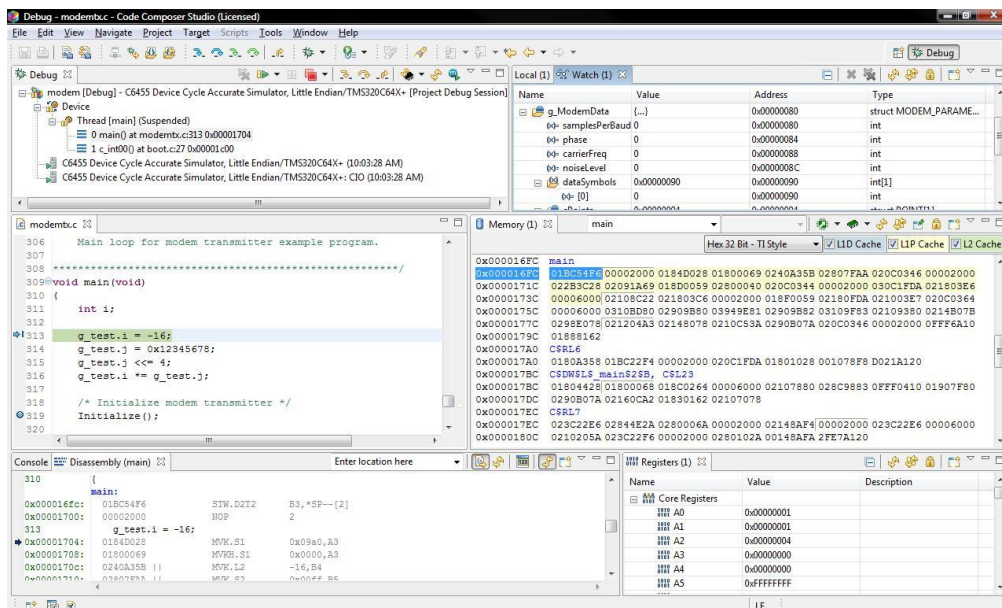 Debug - modemtx.c - Code Composer Studio (Licensed)
File Edit View Navigate Project Target Scripts Tools Window Help
Debug
Debug
modem [Debug] - C6455 Device Cycle Accurate Simulator, Little Endian/TMS320C64X+ [Project Debug Session]
Device
Thread [main] (Suspended)
0 main() at modemtx.c:313 0x00001704
1 c_int00() at boot.c:27 0x00001c00
C6455 Device Cycle Accurate Simulator, Little Endian/TMS320C64X+ (10:03:28 AM)
C6455 Device Cycle Accurate Simulator, Little Endian/TMS320C64X+: CIO (10:03:28 AM)
Local (1) Watch (1)
Name Value Address Type
g_ModemData {...} 0x00000080 struct MODEM_PARAME...
(x)= samplesPerBaud 0 0x00000080 int
(x)= phase 0 0x00000084 int
(x)= carrierFreq 0 0x00000088 int
(x)= noiseLevel 0 0x0000008C int
dataSymbols 0x00000090 0x00000090 int[1]
(x)= [0] 0 0x00000090 int
modemtx.c
306 Main loop for modem transmitter example program.
307
308 ******************************************************/
309 void main(void)
310 {
311 int i;
312
313 g_test.i = -16;
314 g_test.j = 0x12345678;
315 g_test.j <<= 4;
316 g_test.i *= g_test.j;
317
318 /* Initialize modem transmitter */
319 Initialize();
320
Memory (1) main
Hex 32 Bit - TI Style L1D Cache L1P Cache L2 Cache
0x000016FC main
0x000016FC 01BC54F6 00002000 0184D028 01800069 0240A35B 02807FAA 020C0346 00002000
0x0000171C 022B3C28 02091A69 018D0059 02800040 020C0344 00002000 030C1FDA 021803E6
0x0000173C 00006000 02108C22 021803C6 00002000 018F0059 02180FDA 021003E7 020C0364
0x0000175C 00006000 0310BD80 02909B80 03949E81 02909B82 03109F83 02109380 0214B07B
0x0000177C 0298E078 021204A3 02148078 0210C53A 0290B07A 020C0346 00002000 0FFF6A10
0x0000179C 01888162
0x000017A0 C$RL6
0x000017A0 0180A358 01BC22F4 00002000 020C1FDA 01801028 001078F8 D021A120
0x000017BC C$DW$L$_main$2$B, C$L23
0x000017BC 01804428 01800068 018C0264 00006000 02107880 028C9883 0FFF0410 01907F80
0x000017DC 0290B07A 02160CA2 01830162 02107078
0x000017EC C$RL7
0x000017EC 023C22E6 02844E2A 0280006A 00002000 02148AF4 00002000 023C22E6 00006000
0x0000180C 0210205A 023C22F6 00002000 0280102A 00148AFA 2FE7A120
Console Disassembly (main) Enter location here
310 {
main:
0x000016fc: 01BC54F6 STW.D2T2 B3,*SP--[2]
0x00001700: 00002000 NOP 2
313 g_test.i = -16;
0x00001704: 0184D028 MVK.S1 0x09a0,A3
0x00001708: 01800069 MVKH.S1 0x0000,A3
0x0000170c: 0240A35B || MVK.L2 -16,B4
0x00001710: 02807FAA || MVK.S2 0x00ff,B5
Registers (1)
Name Value Description
Core Registers
A0 0x00000001
A1 0x00000001
A2 0x00000004
A3 0x00000000
A4 0x00000000
A5 0xFFFFFFFF
LE